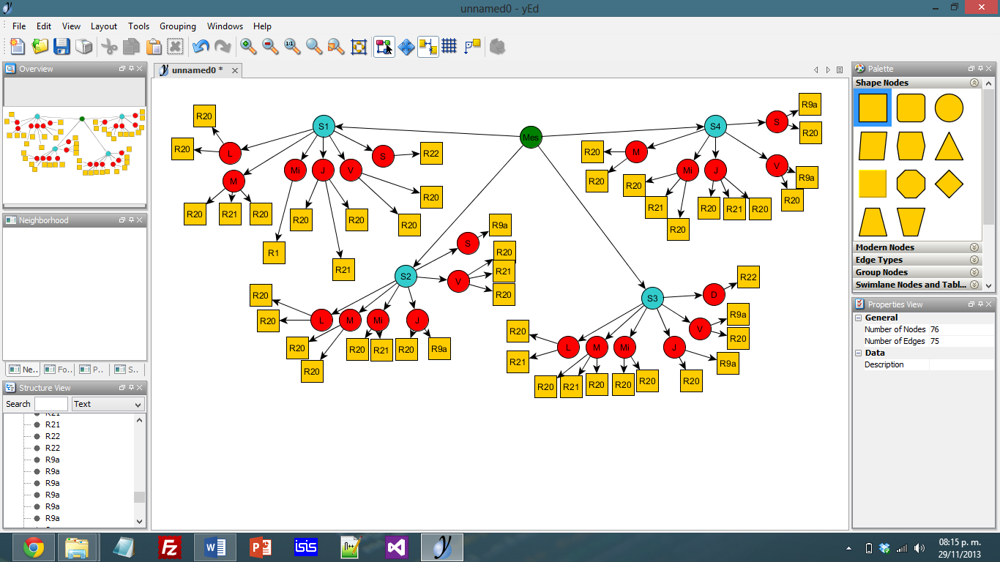 unnamed0 - yEd
File Edit View Layout Tools Grouping Windows Help
1:1
Overview
unnamed0 *
Palette
Shape Nodes
Modern Nodes
Edge Types
Group Nodes
Swimlane Nodes and Tabl...
Neighborhood
Ne.. Fo.. P.. S..
Structure View
Search Text
R21
R21
R22
R22
R9a
R9a
R9a
R9a
R9a
R9a
Properties View
General
Number of Nodes 76
Number of Edges 75
Data
Description
Mes
S1
L
R20
R20
M
R20 R21 R20
Mi
R1
J
R20 R21 R20
V
R20
R20
S
R22
S4
M
R20
R20
Mi
R20
R21
R20
J
R20 R21 R20
V
R9a
R20
S
R9a
R20
S2
L
R20
R20
M
R20
R20
Mi
R20 R21
J
R20 R9a
V
R20
R21
R20
S
R9a
S3
L
R20
R21
M
R20 R21 R20
Mi
R20 R20
J
R20
R9a
V
R9a
R20
D
R22
isis
08:15 p. m.
29/11/2013